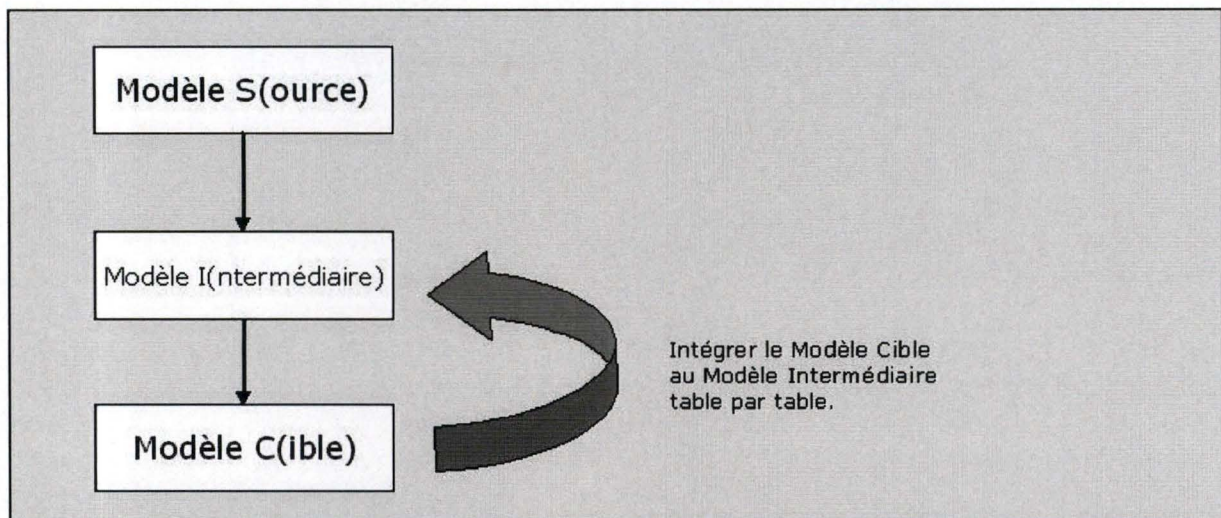 Modèle S(ource)
Modèle I(ntermédiaire)
Intégrer le Modèle Cible
au Modèle Intermédiaire
table par table.
Modèle C(ible)